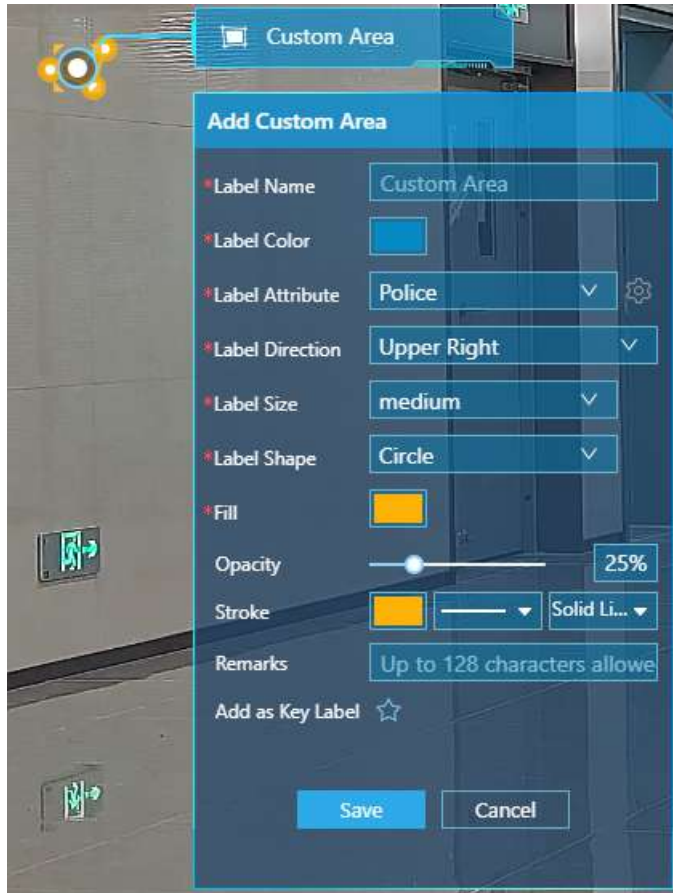 Custom Area
Add Custom Area
*Label Name Custom Area
*Label Color
*Label Attribute Police
*Label Direction Upper Right
*Label Size medium
*Label Shape Circle
*Fill
Opacity 25%
Stroke Solid Li...
Remarks Up to 128 characters allowe
Add as Key Label
Save Cancel